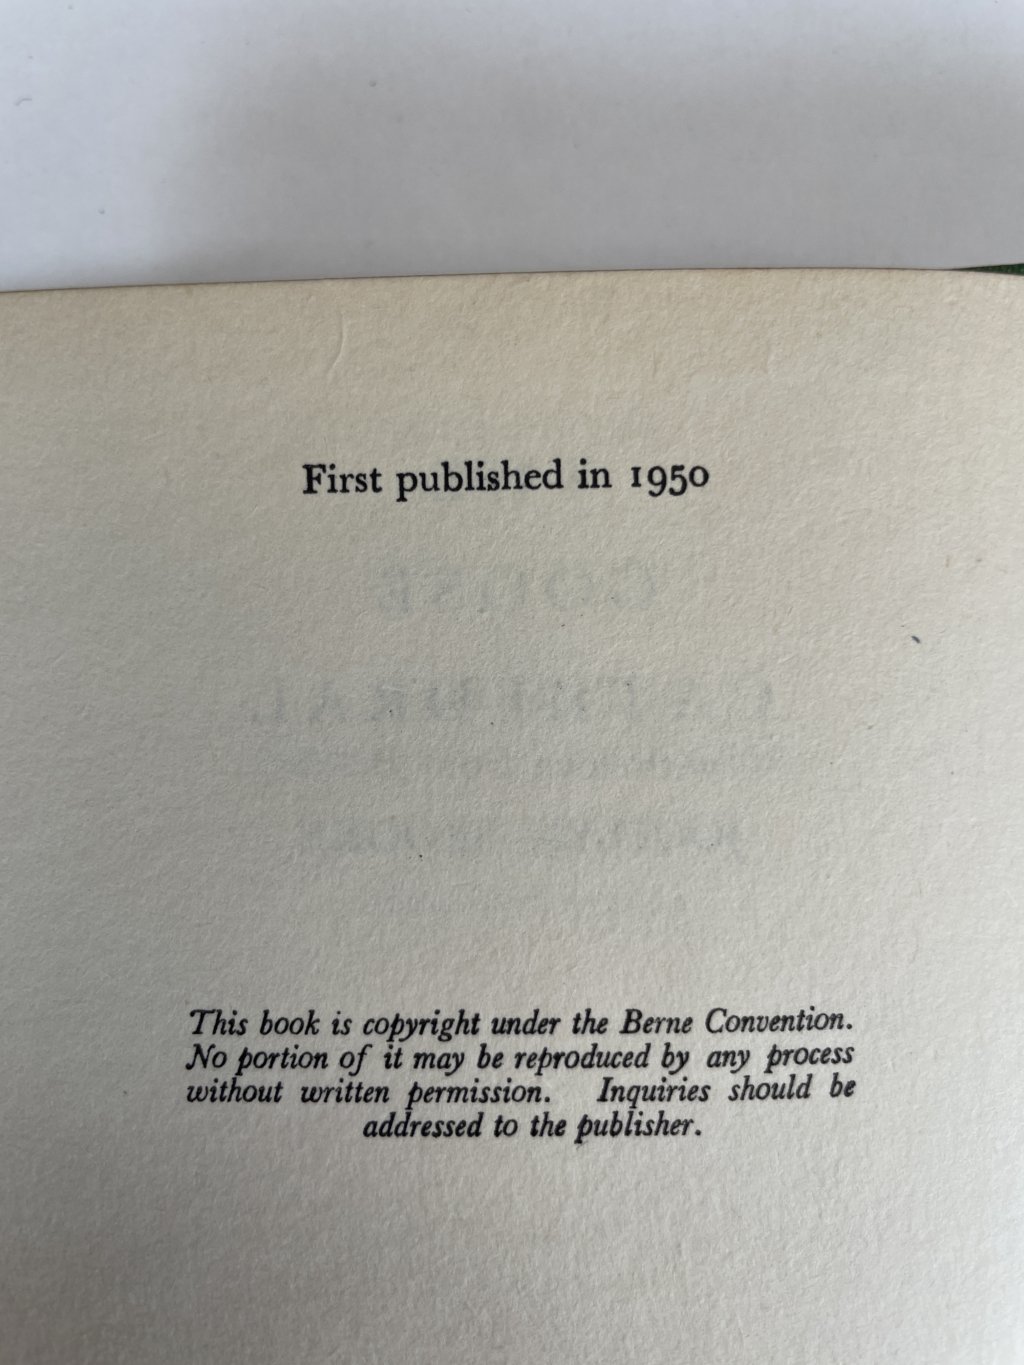 First published in 1950
This book is copyright under the Berne Convention.
No portion of it may be reproduced by any process
without written permission. Inquiries should be
addressed to the publisher.